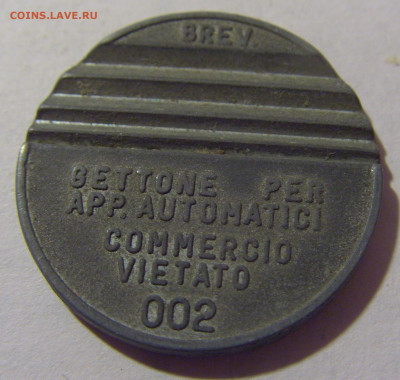 COINS.LAVE.RU
BREV.
GETTONE PER
APP. AUTOMATICI
COMMERCIO
VIETATO
002